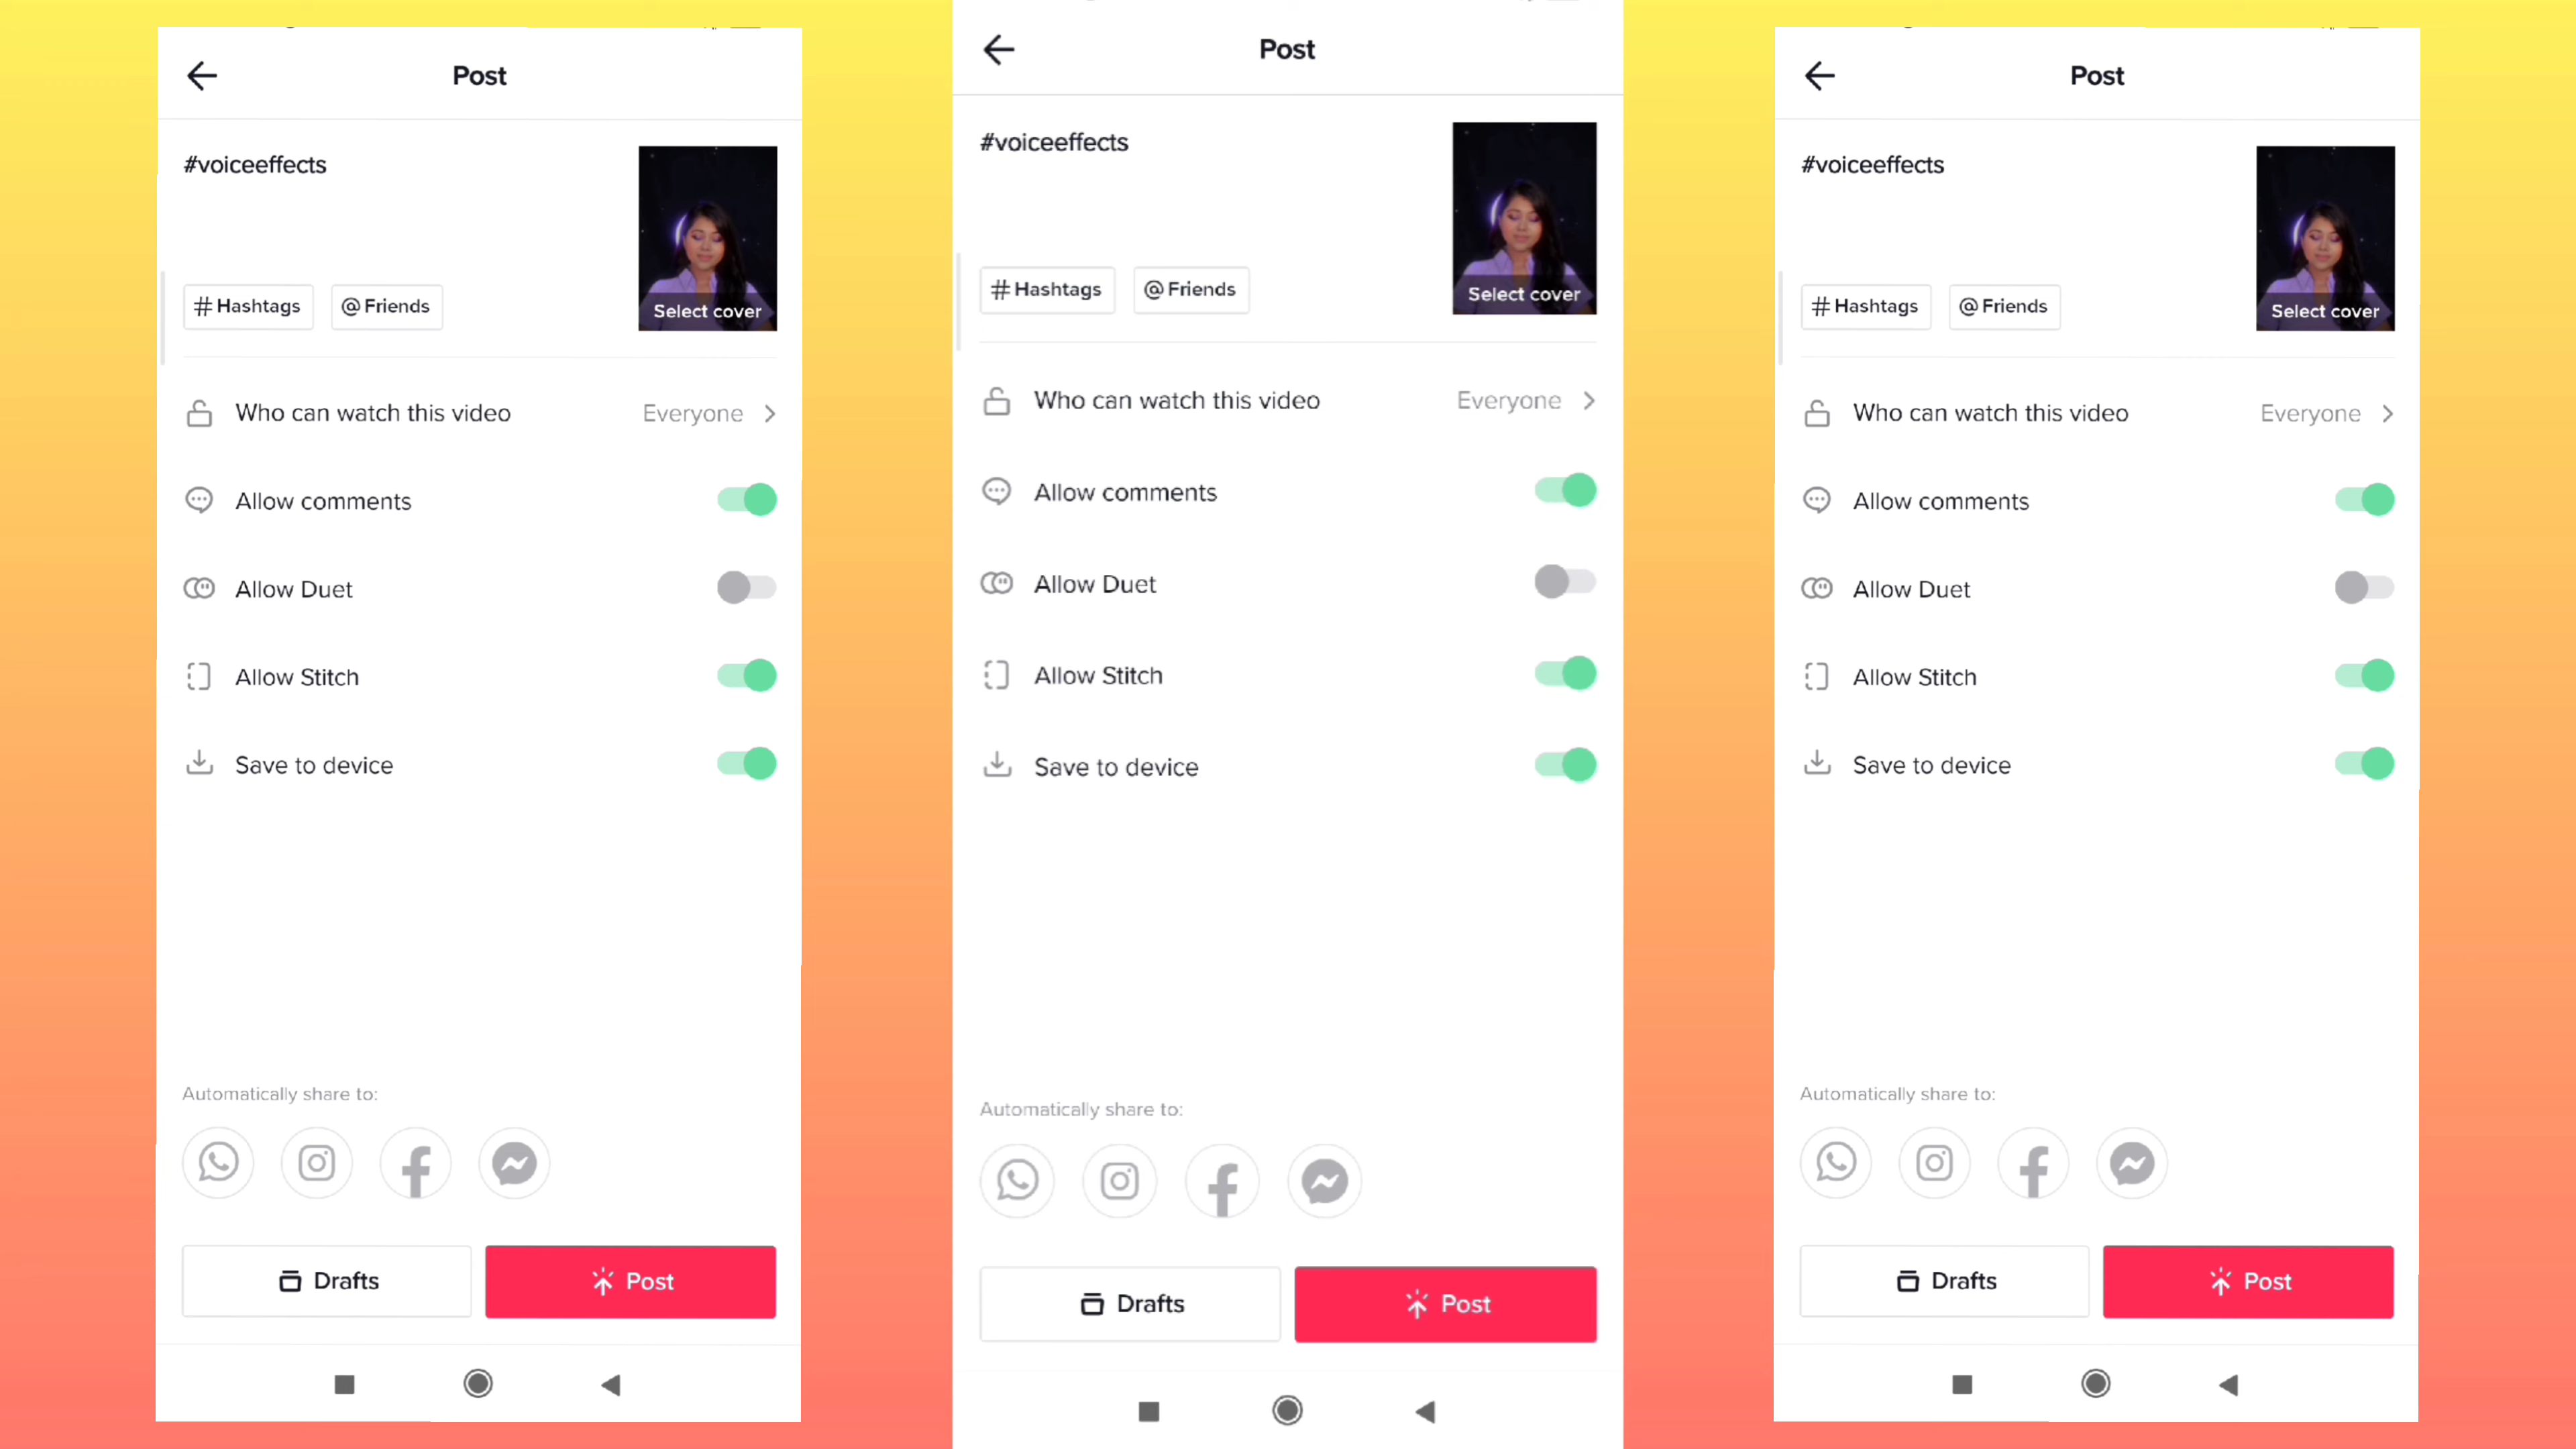 Post
#voiceeffects
# Hashtags @ Friends
Select cover
Who can watch this video Everyone
Allow comments
Allow Duet
Allow Stitch
Save to device
Automatically share to:
Drafts Post
Post
#voiceeffects
# Hashtags @ Friends
Select cover
Who can watch this video Everyone
Allow comments
Allow Duet
Allow Stitch
Save to device
Automatically share to:
Drafts Post
Post
#voiceeffects
# Hashtags @ Friends
Select cover
Who can watch this video Everyone
Allow comments
Allow Duet
Allow Stitch
Save to device
Automatically share to:
Drafts Post